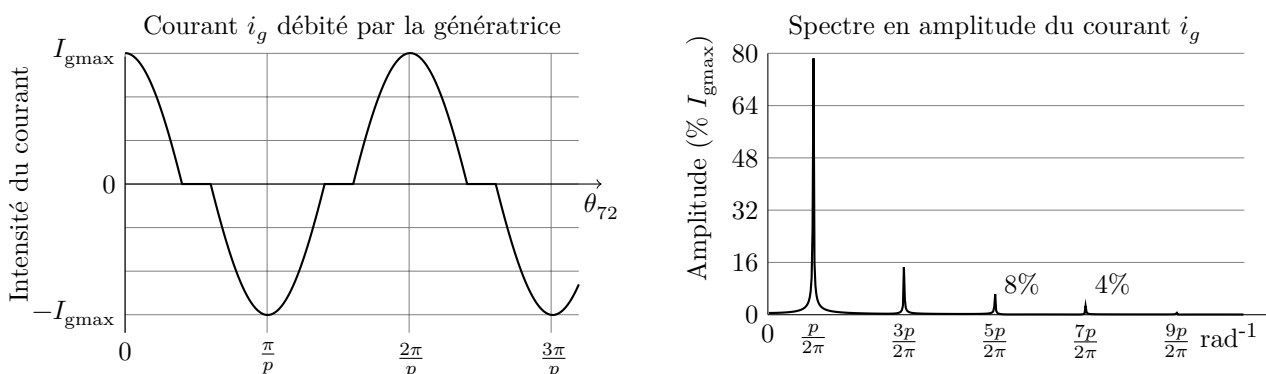 Courant i_g débité par la génératrice
Intensité du courant
I_gmax
0
−I_gmax
0
π/p
2π/p
3π/p
θ_72
Spectre en amplitude du courant i_g
Amplitude (% I_gmax)
80
64
48
32
16
0
8%
4%
0
p/2π
3p/2π
5p/2π
7p/2π
9p/2π
rad⁻¹